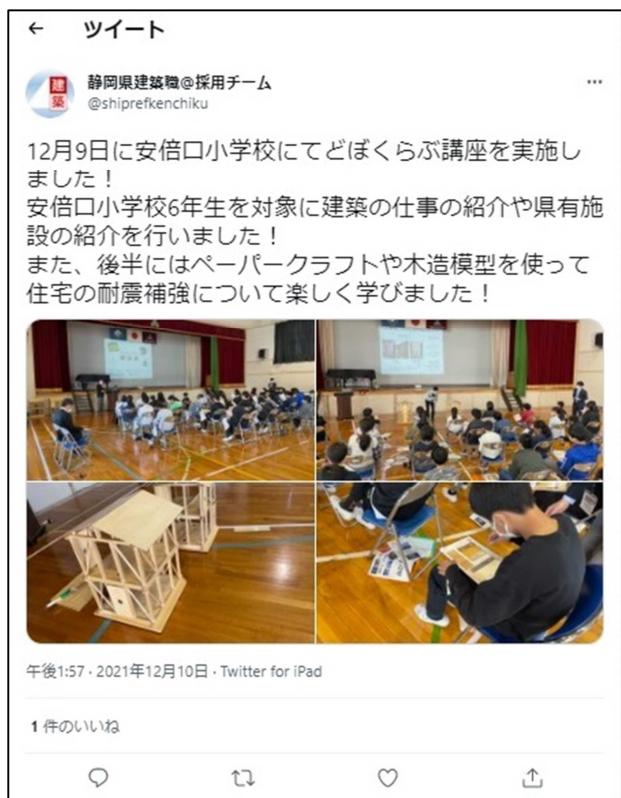 ← ツイート
建築
静岡県建築職@採用チーム
@shiprefkenchiku
12月9日に安倍口小学校にてどぼくらぶ講座を実施し
ました！
安倍口小学校6年生を対象に建築の仕事の紹介や県有施
設の紹介を行いました！
また、後半にはペーパークラフトや木造模型を使って
住宅の耐震補強について楽しく学びました！
午後1:57 · 2021年12月10日 · Twitter for iPad
1 件のいいね